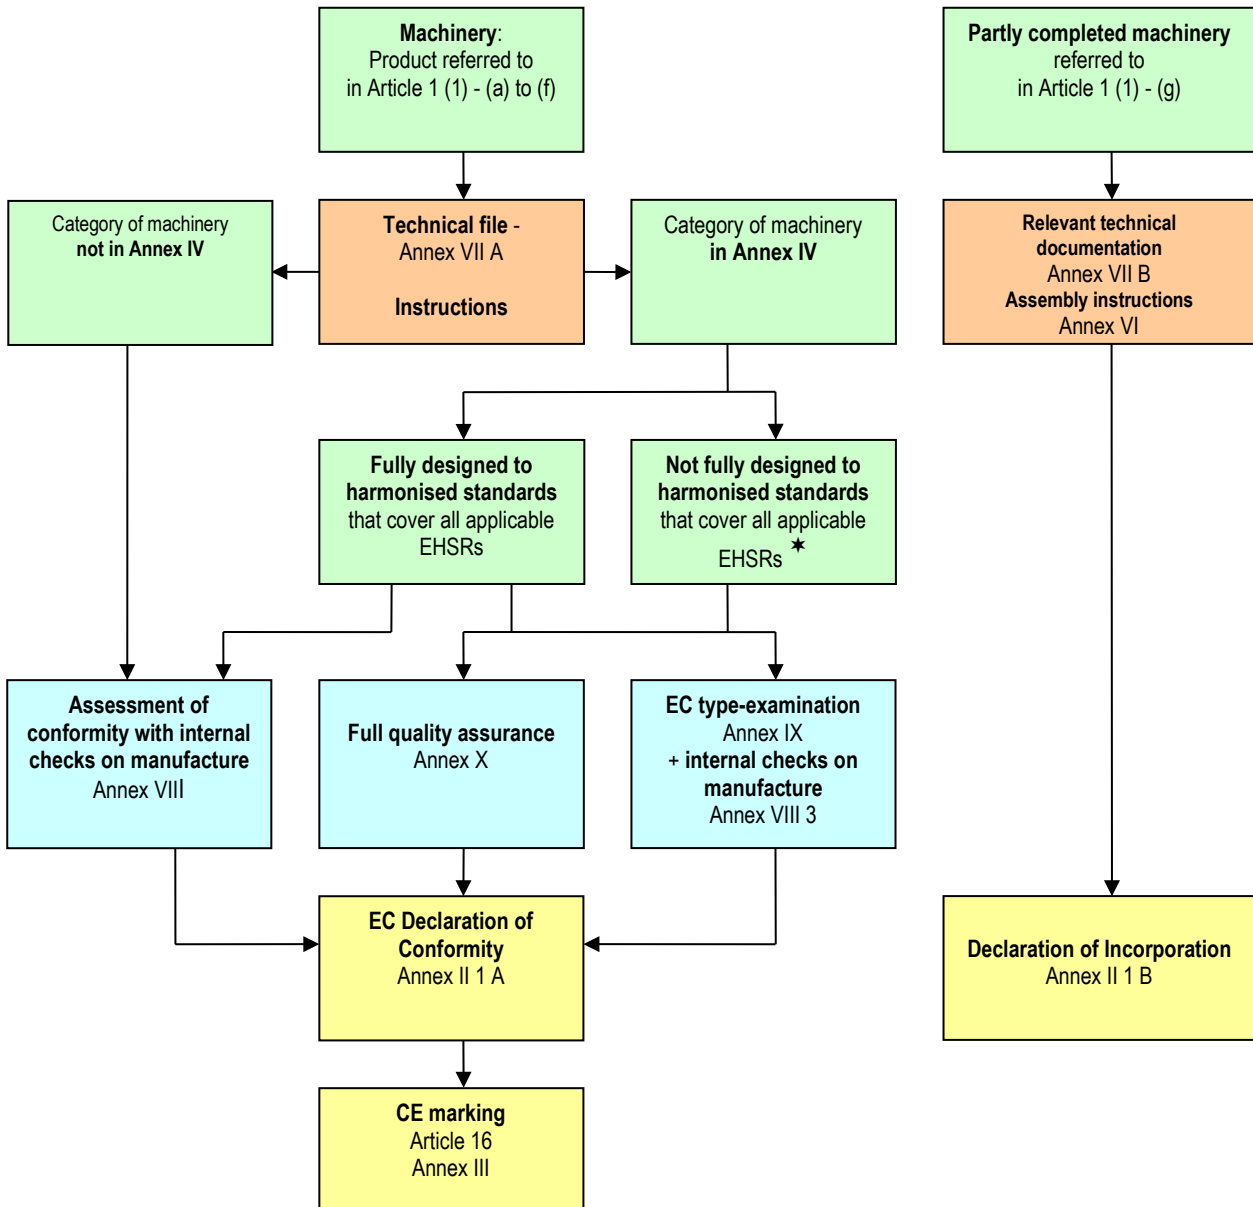 Machinery:
Product referred to
in Article 1 (1) - (a) to (f)
Partly completed machinery
referred to
in Article 1 (1) - (g)
Category of machinery
not in Annex IV
Technical file -
Annex VII A
Instructions
Category of machinery
in Annex IV
Relevant technical
documentation
Annex VII B
Assembly instructions
Annex VI
Fully designed to
harmonised standards
that cover all applicable
EHSRs
Not fully designed to
harmonised standards
that cover all applicable
EHSRs ✶
Assessment of
conformity with internal
checks on manufacture
Annex VIII
Full quality assurance
Annex X
EC type-examination
Annex IX
+ internal checks on
manufacture
Annex VIII 3
EC Declaration of
Conformity
Annex II 1 A
Declaration of Incorporation
Annex II 1 B
CE marking
Article 16
Annex III